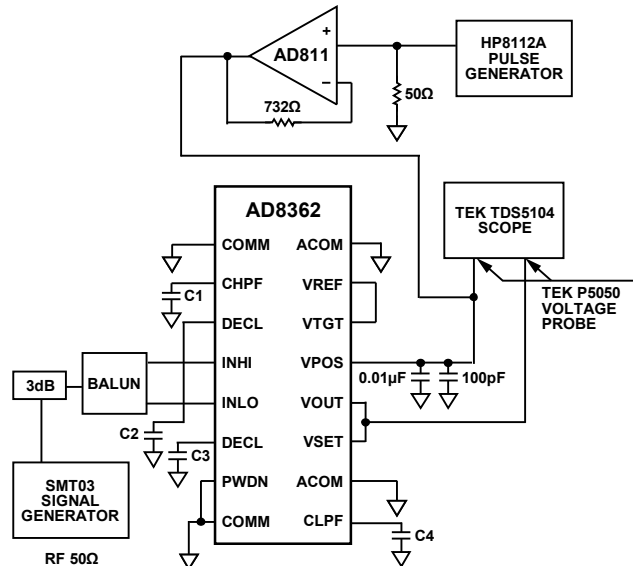 AD811
+
−
732Ω
50Ω
HP8112A
PULSE
GENERATOR
AD8362
COMM
CHPF
DECL
INHI
INLO
DECL
PWDN
COMM
ACOM
VREF
VTGT
VPOS
VOUT
VSET
ACOM
CLPF
C1
C2
C3
C4
3dB
BALUN
SMT03
SIGNAL
GENERATOR
RF 50Ω
0.01µF
100pF
TEK TDS5104
SCOPE
TEK P5050
VOLTAGE
PROBE